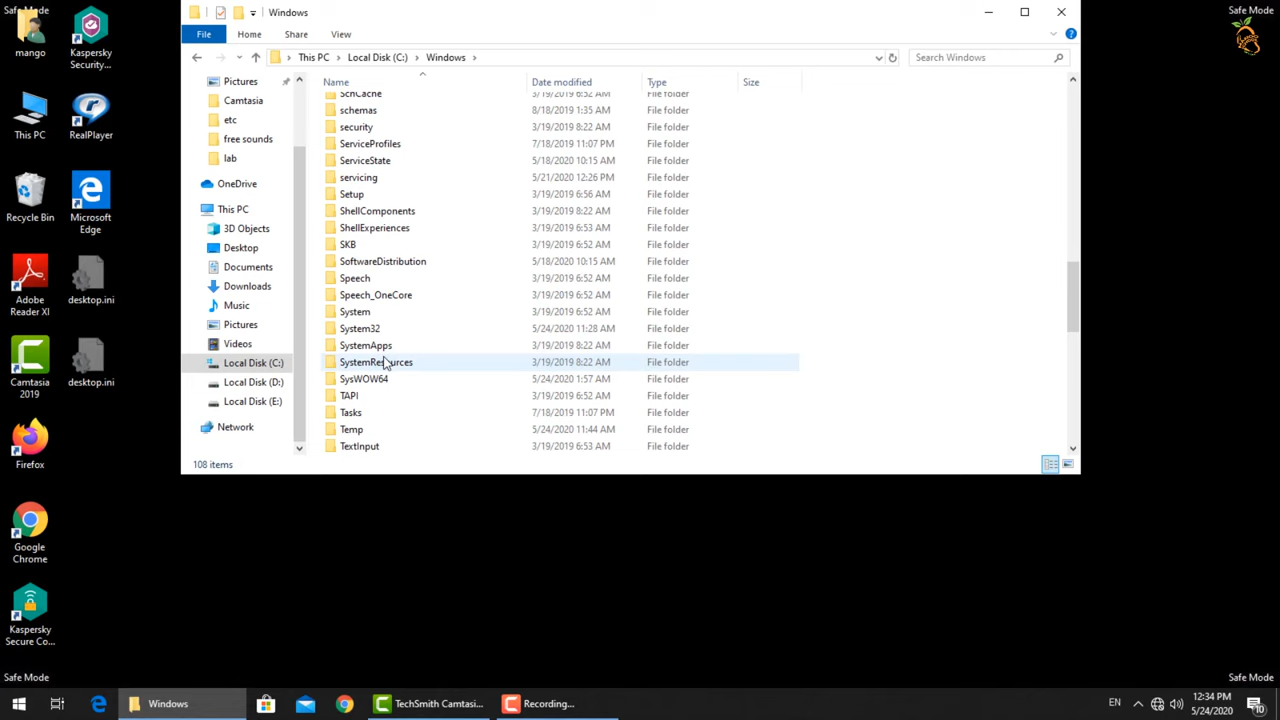 Safe Mode
Safe Mode
mango
Kaspersky
Security...
This PC
RealPlayer
Recycle Bin
Microsoft
Edge
Adobe
Reader XI
desktop.ini
Camtasia
2019
desktop.ini
Firefox
Google
Chrome
Kaspersky
Secure Co...
Windows
File
Home
Share
View
This PC
Local Disk (C:)
Windows
Search Windows
Pictures
Camtasia
etc
free sounds
lab
OneDrive
This PC
3D Objects
Desktop
Documents
Downloads
Music
Pictures
Videos
Local Disk (C:)
Local Disk (D:)
Local Disk (E:)
Network
Name Date modified Type Size
SchCache 3/19/2019 6:52 AM File folder
schemas 8/18/2019 1:35 AM File folder
security 3/19/2019 8:22 AM File folder
ServiceProfiles 7/18/2019 11:07 PM File folder
ServiceState 5/18/2020 10:15 AM File folder
servicing 5/21/2020 12:26 PM File folder
Setup 3/19/2019 6:56 AM File folder
ShellComponents 3/19/2019 8:22 AM File folder
ShellExperiences 3/19/2019 6:53 AM File folder
SKB 3/19/2019 6:52 AM File folder
SoftwareDistribution 5/18/2020 10:15 AM File folder
Speech 3/19/2019 6:52 AM File folder
Speech_OneCore 3/19/2019 6:52 AM File folder
System 3/19/2019 6:52 AM File folder
System32 5/24/2020 11:28 AM File folder
SystemApps 3/19/2019 8:22 AM File folder
SystemResources 3/19/2019 8:22 AM File folder
SysWOW64 5/24/2020 1:57 AM File folder
TAPI 3/19/2019 6:52 AM File folder
Tasks 7/18/2019 11:07 PM File folder
Temp 5/24/2020 11:44 AM File folder
TextInput 3/19/2019 6:53 AM File folder
108 items
Safe Mode
Safe Mode
Windows
TechSmith Camtasi...
Recording...
EN
12:34 PM
5/24/2020
10